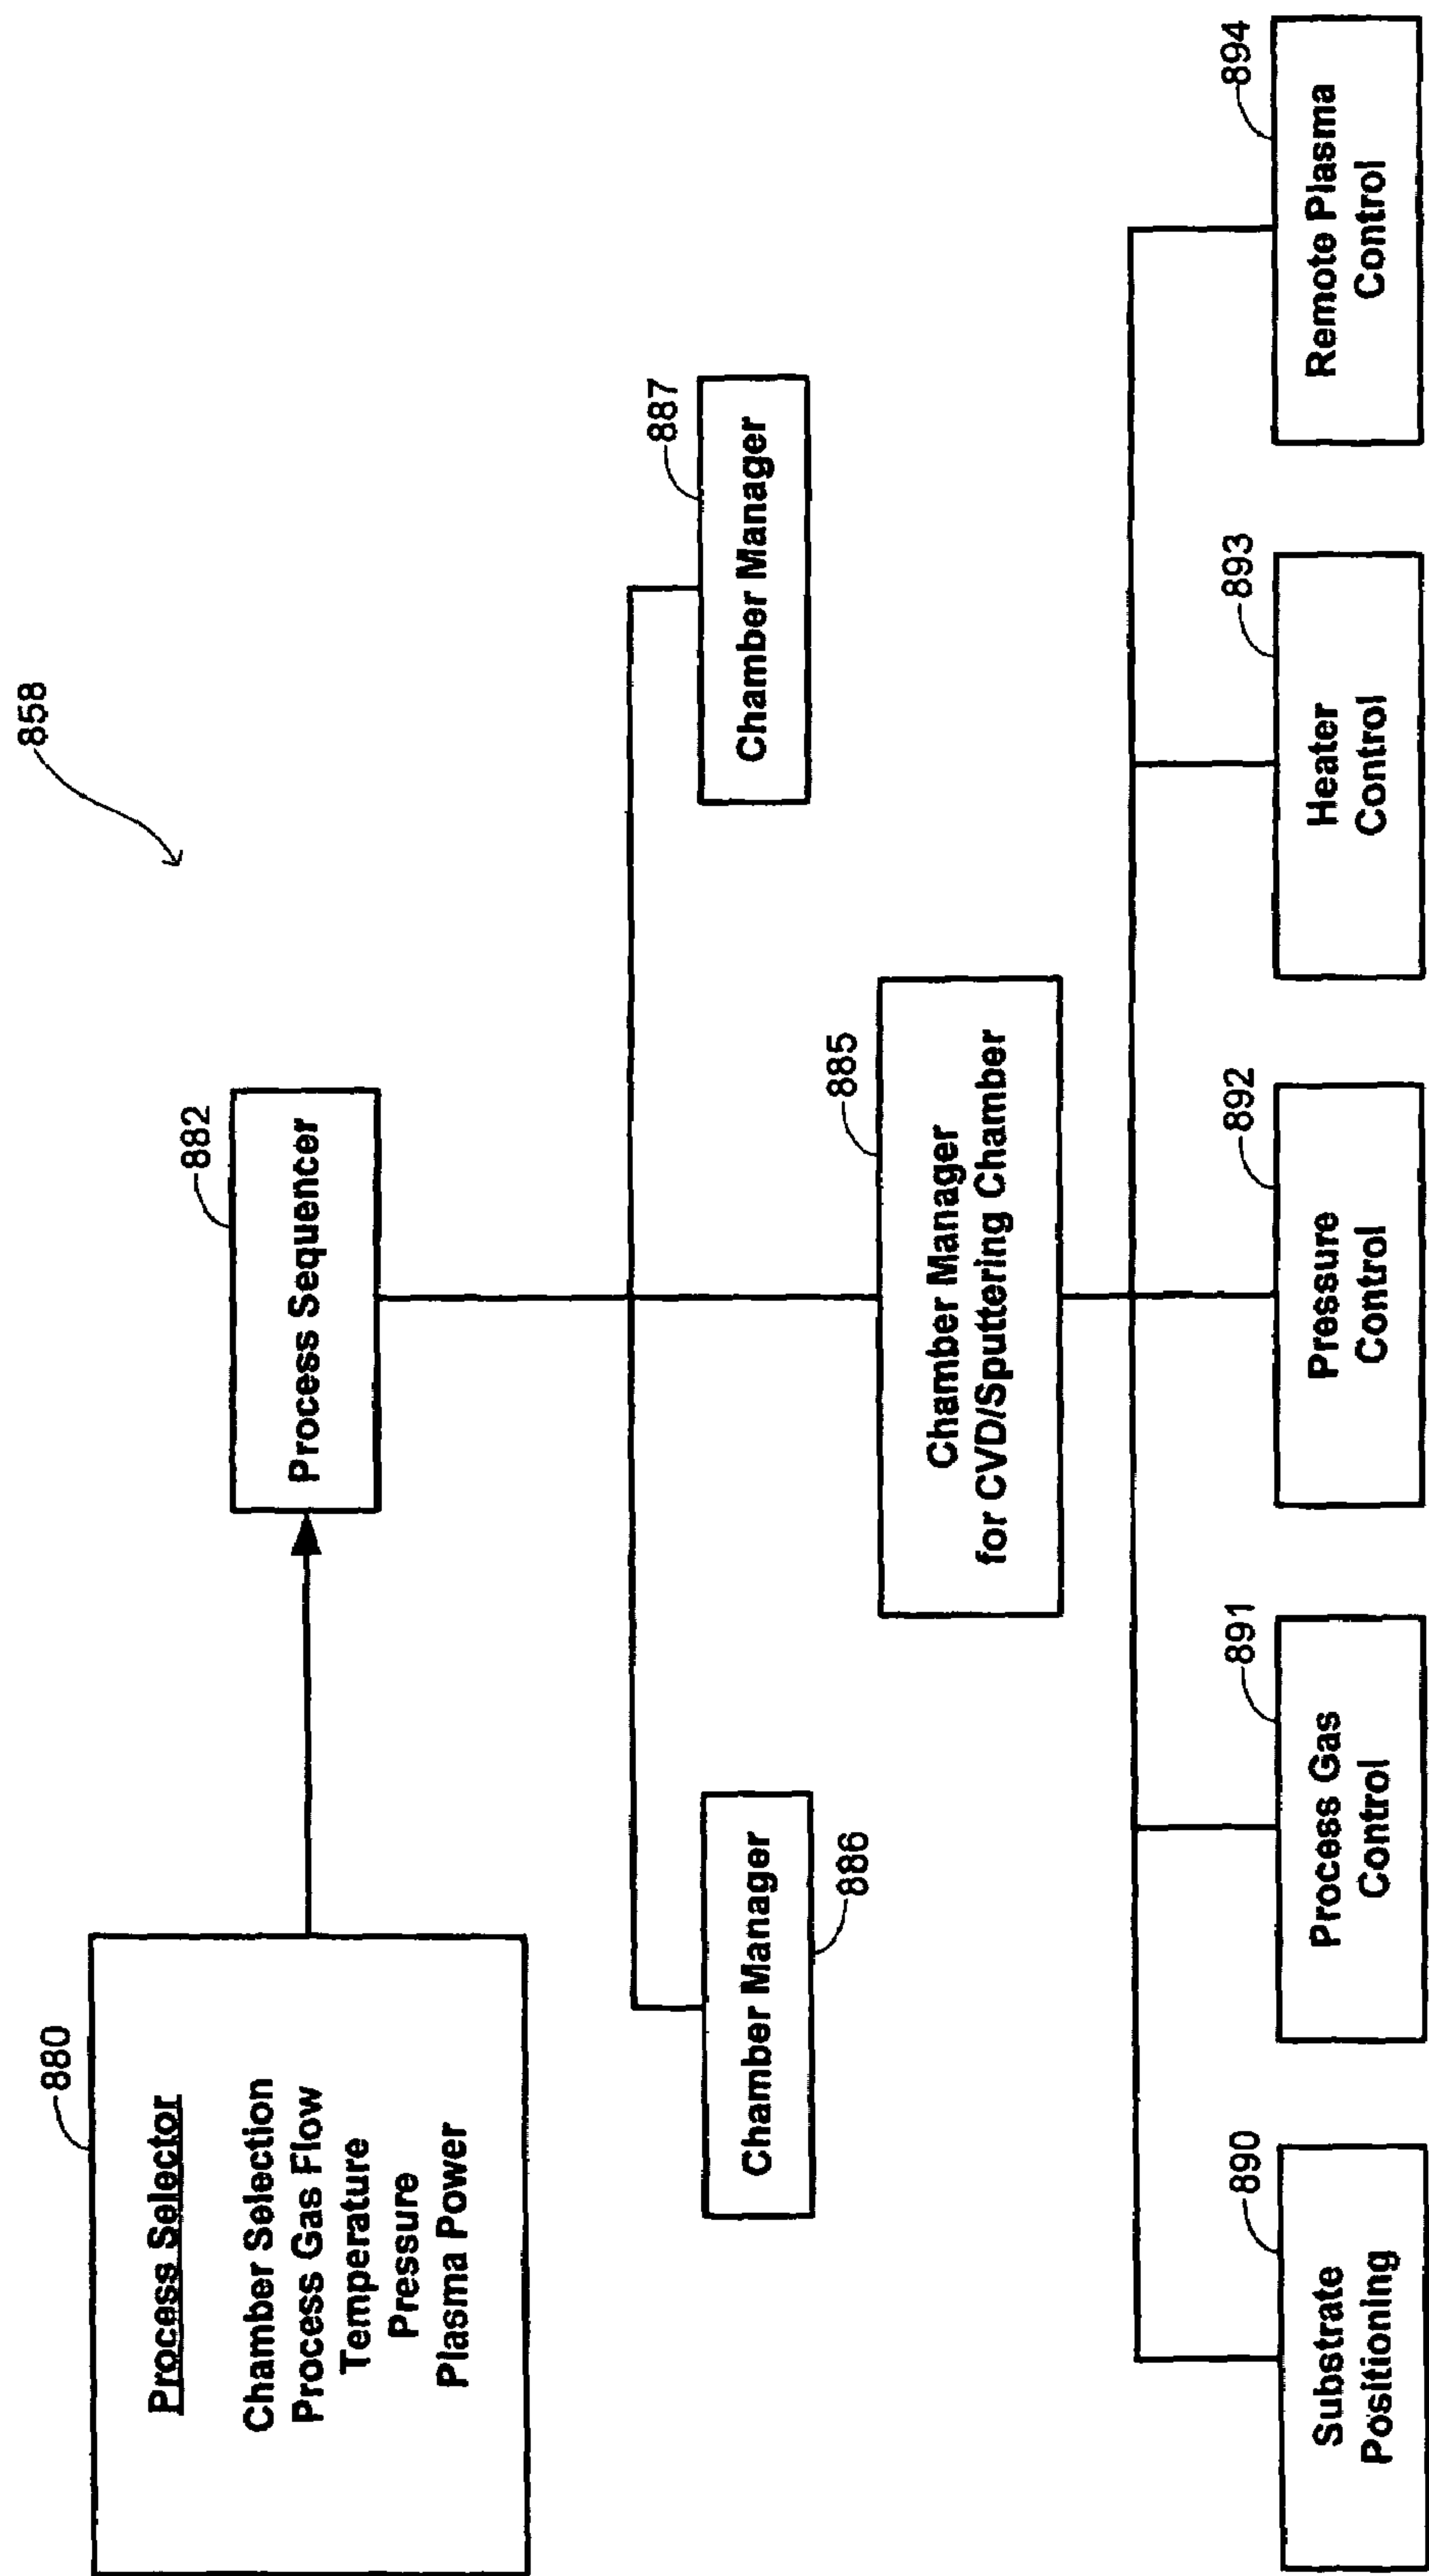 858
880
Process Selector
Chamber Selection
Process Gas Flow
Temperature
Pressure
Plasma Power
882
Process Sequencer
886
Chamber Manager
887
Chamber Manager
885
Chamber Manager
for CVD/Sputtering Chamber
890
Substrate
Positioning
891
Process Gas
Control
892
Pressure
Control
893
Heater
Control
894
Remote Plasma
Control